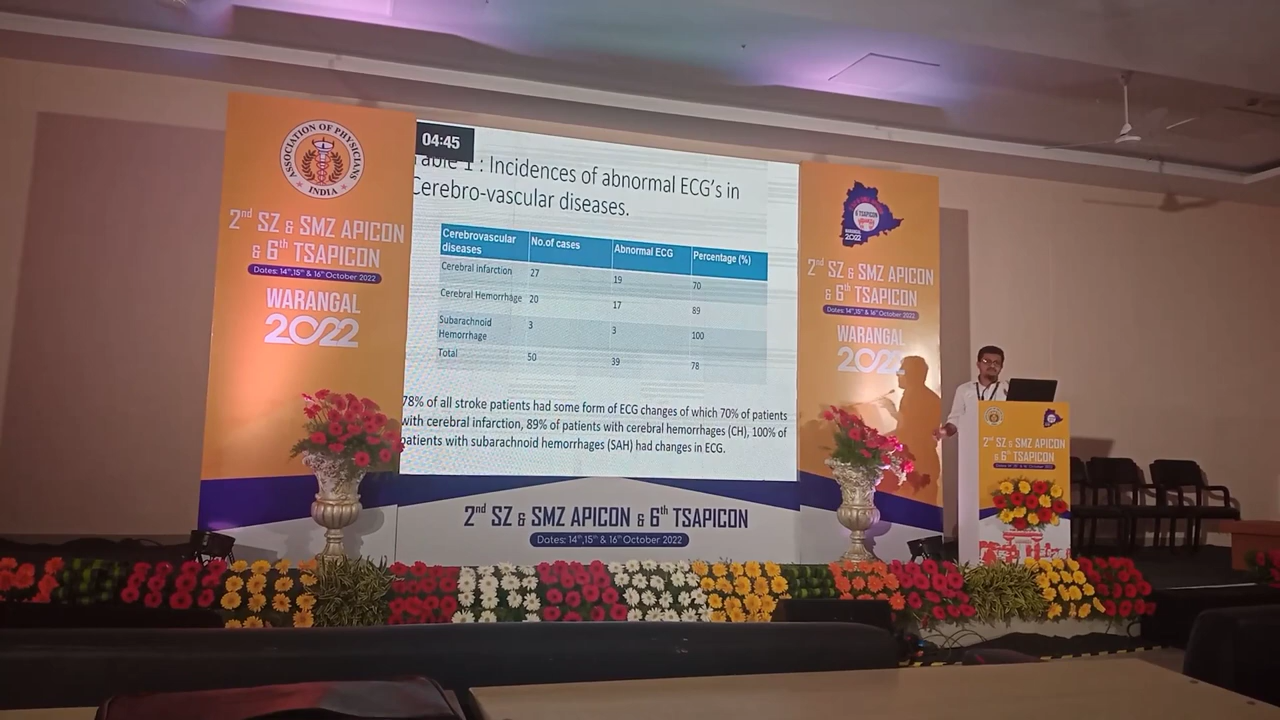 ASSOCIATION OF PHYSICIANS
INDIA
2nd SZ & SMZ APICON
& 6th TSAPICON
Dates: 14th,15th & 16th October 2022
WARANGAL
2022
04:45
Table 1 : Incidences of abnormal ECG's in
Cerebro-vascular diseases.
Cerebrovascular diseases No.of cases Abnormal ECG Percentage (%)
Cerebral infarction 27 19 70
Cerebral Hemorrhage 20 17 89
Subarachnoid Hemorrhage 3 3 100
Total 50 39 78
78% of all stroke patients had some form of ECG changes of which 70% of patients
with cerebral infarction, 89% of patients with cerebral hemorrhages (CH), 100% of
patients with subarachnoid hemorrhages (SAH) had changes in ECG.
2nd SZ & SMZ APICON & 6th TSAPICON
Dates: 14th,15th & 16th October 2022
6 TSAPICON
WARANGAL
2022
2nd SZ & SMZ APICON
& 6th TSAPICON
Dates: 14th,15th & 16th October 2022
WARANGAL
2022
2nd SZ & SMZ APICON
& 6th TSAPICON